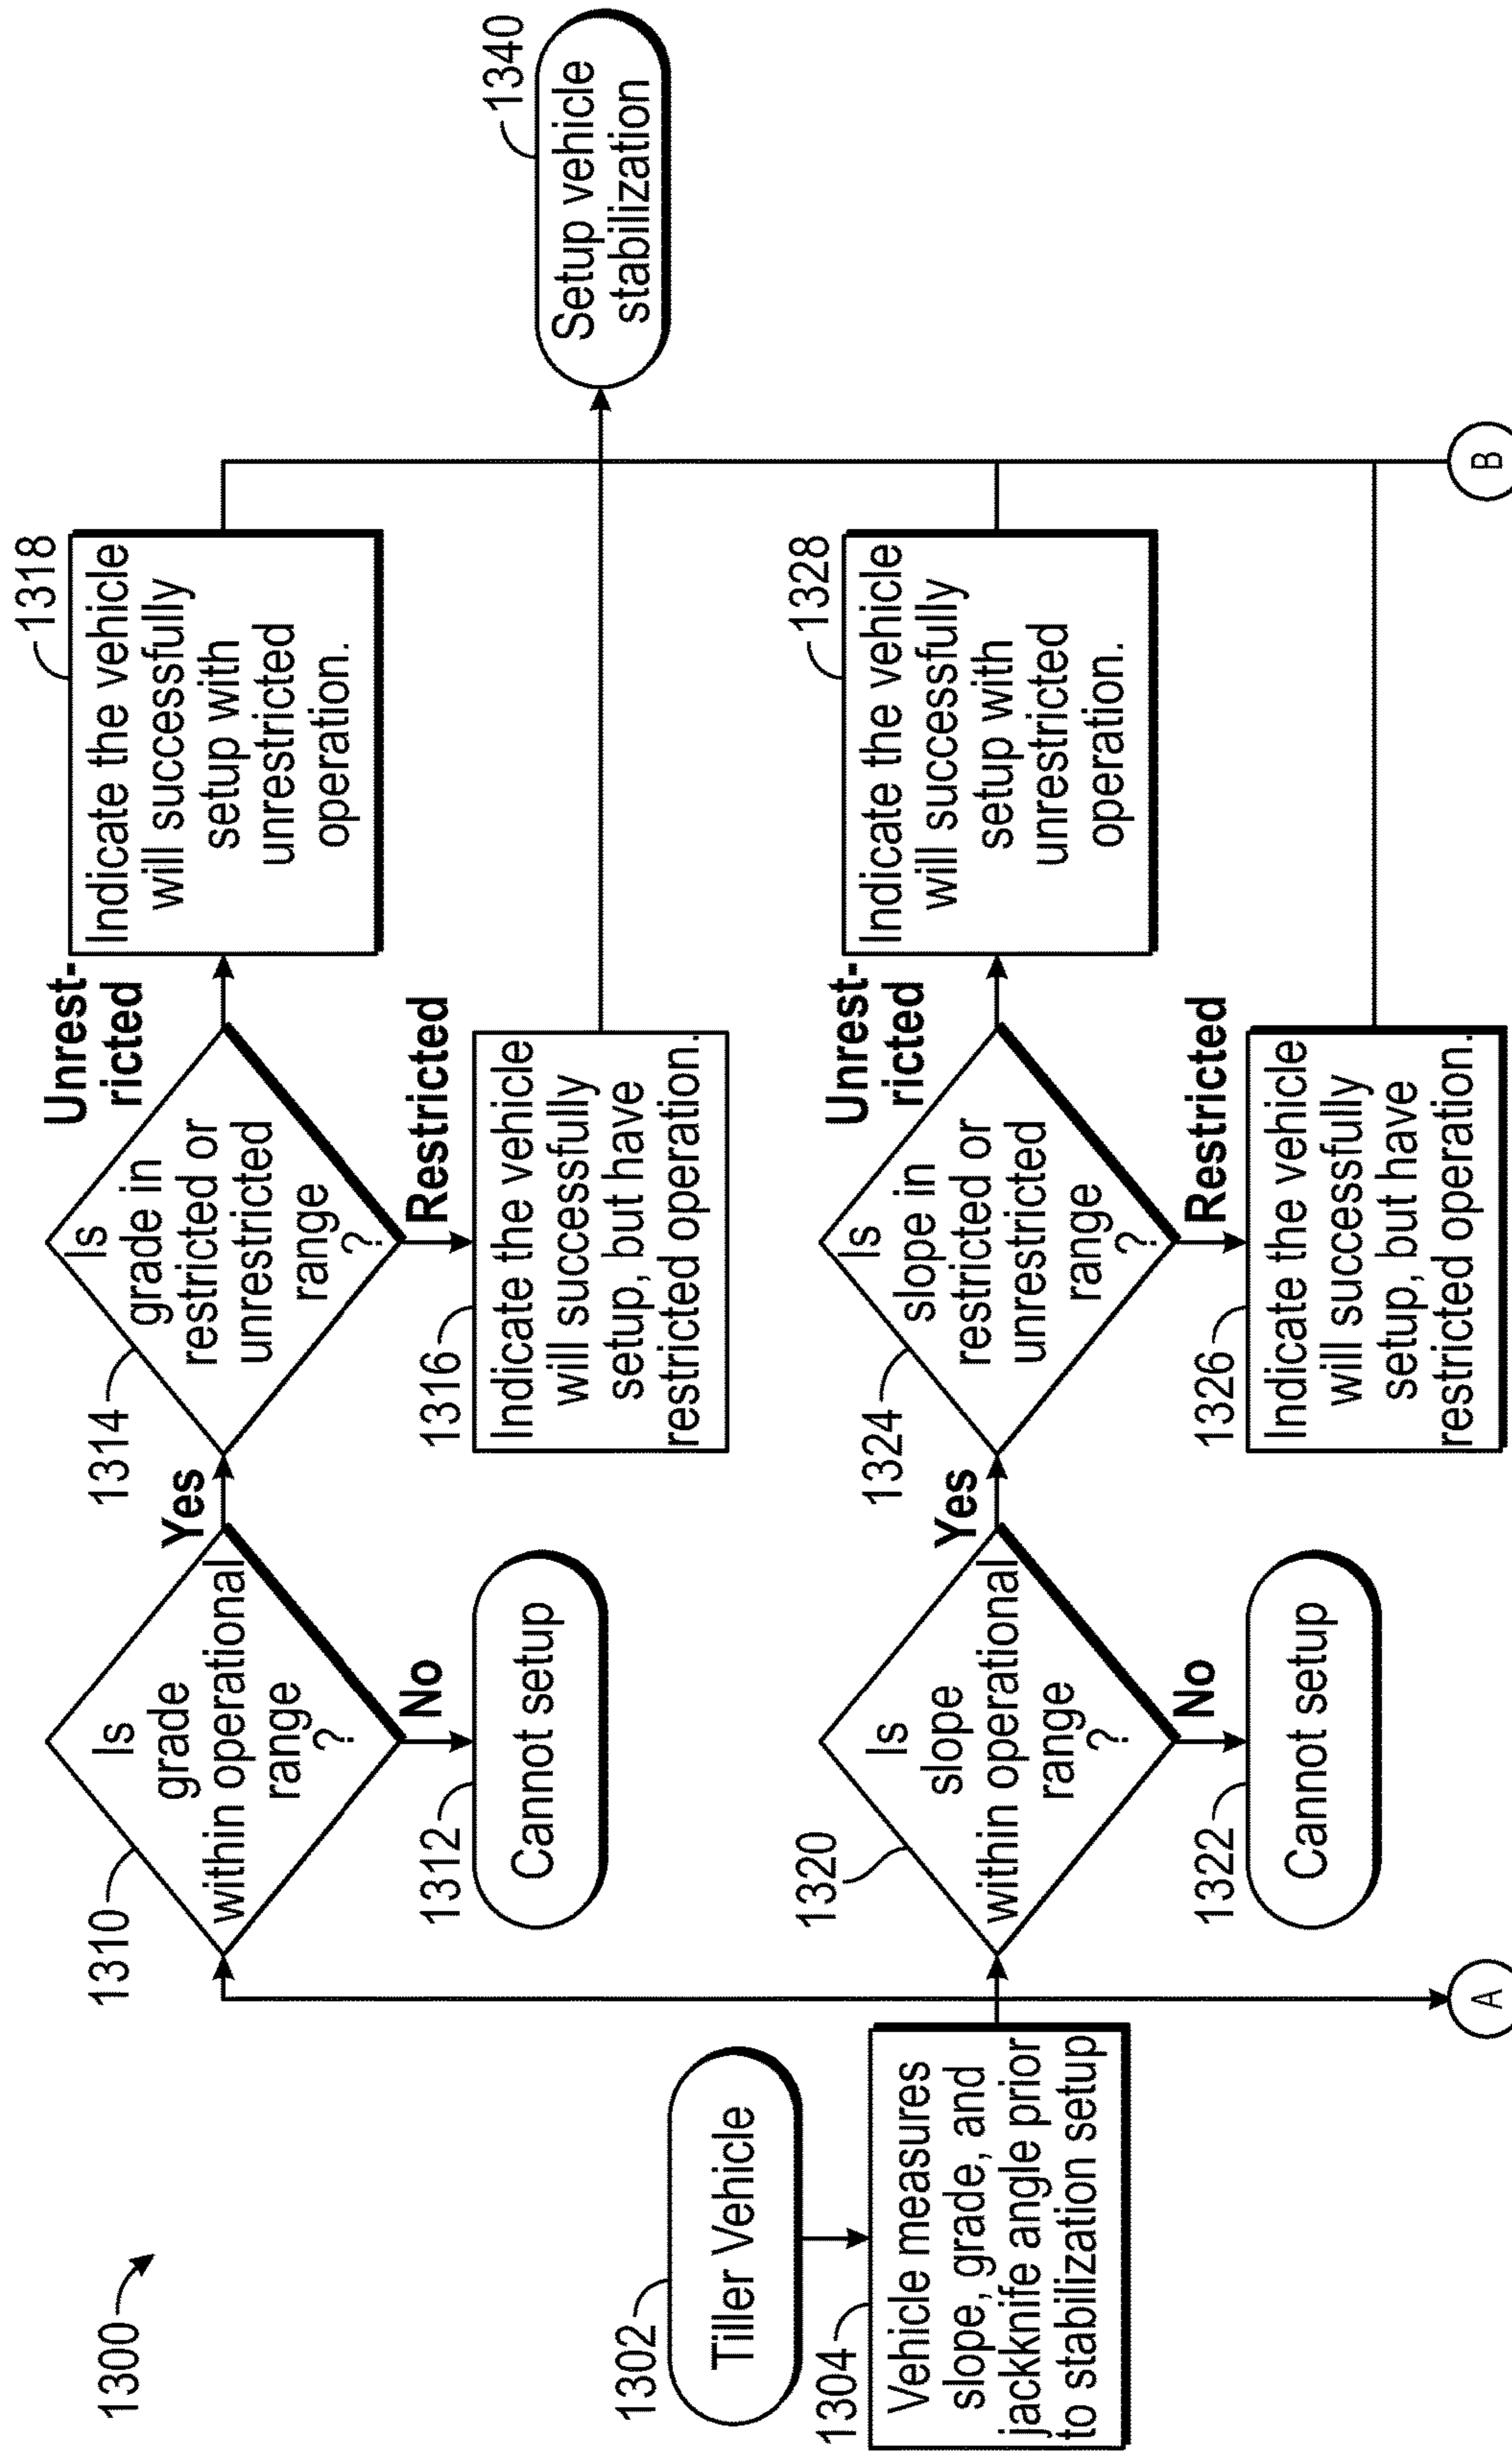 1300
1302
Tiller Vehicle
1304
Vehicle measures
slope, grade, and
jackknife angle prior
to stabilization setup
1310
Is
grade
within operational
range
?
Yes
No
1312
Cannot setup
1314
Is
grade in
restricted or
unrestricted
range
?
Unrest-
ricted
Restricted
1316
Indicate the vehicle
will successfully
setup, but have
restricted operation.
1318
Indicate the vehicle
will successfully
setup with
unrestricted
operation.
1340
Setup vehicle
stabilization
1320
Is
slope
within operational
range
?
Yes
No
1322
Cannot setup
1324
Is
slope in
restricted or
unrestricted
range
?
Unrest-
ricted
Restricted
1326
Indicate the vehicle
will successfully
setup, but have
restricted operation.
1328
Indicate the vehicle
will successfully
setup with
unrestricted
operation.
A
B